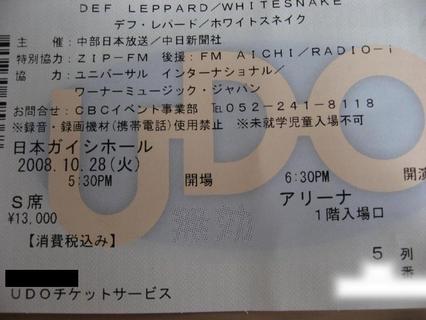 DEF LEPPARD/WHITESNAKE
デフ・レパード/ホワイトスネイク
主　催:中部日本放送/中日新聞社
特別協力:ZIP-FM 後援:FM AICHI/RADIO-i
協　力:ユニバーサル インターナショナル/
ワーナーミュージック・ジャパン
お問合せ:CBCイベント事業部 ℡052-241-8118
※録音・録画機材(携帯電話)使用禁止 ※未就学児童入場不可
日本ガイシホール
2008.10.28(火)
5:30PM 開場 6:30PM 開演
S席 アリーナ
¥13,000 1階入場口
【消費税込み】
5 列
番
UDOチケットサービス
UDO
無効